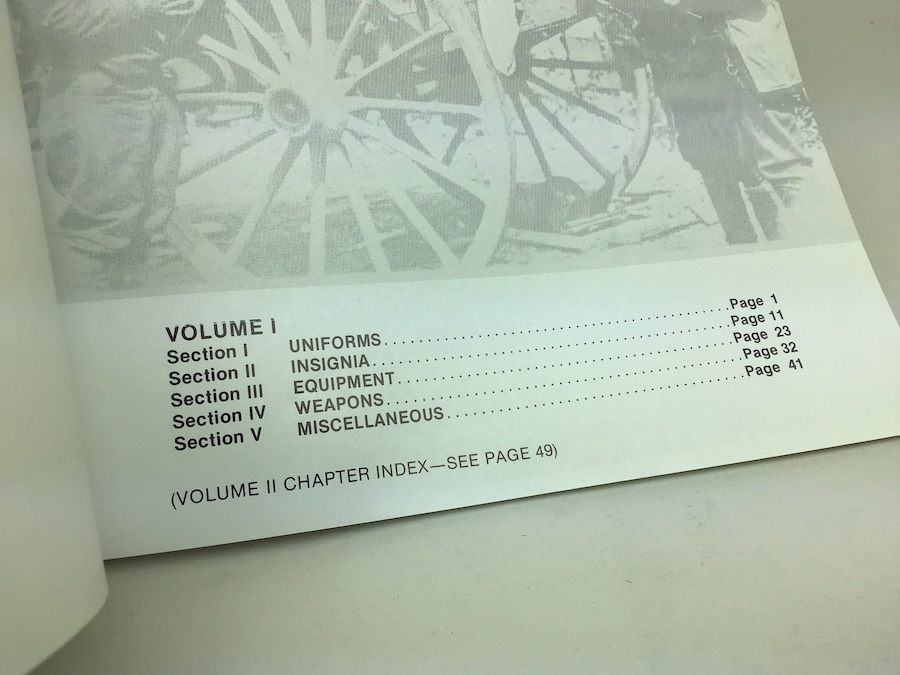 VOLUME I
Section I UNIFORMS........................................Page 1
Section II INSIGNIA........................................Page 11
Section III EQUIPMENT........................................Page 23
Section IV WEAPONS........................................Page 32
Section V MISCELLANEOUS........................................Page 41
(VOLUME II CHAPTER INDEX—SEE PAGE 49)